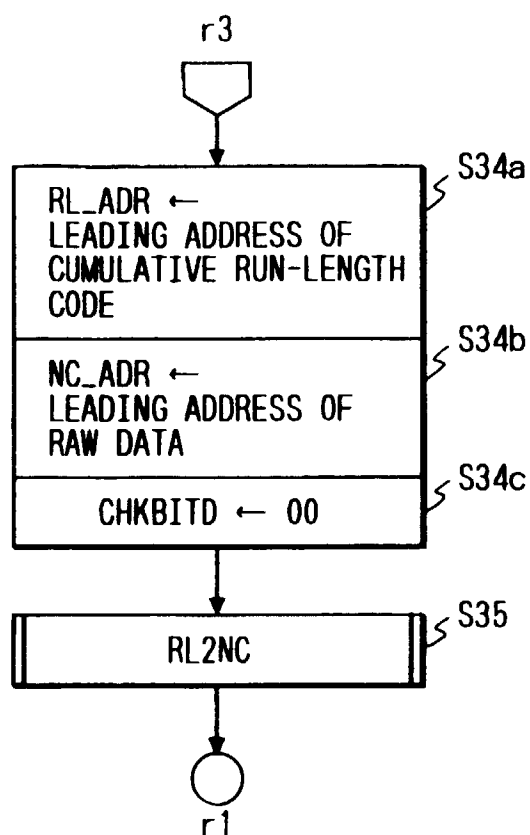 r3
S34a
RL_ADR ←
LEADING ADDRESS OF
CUMULATIVE RUN-LENGTH
CODE
S34b
NC_ADR ←
LEADING ADDRESS OF
RAW DATA
S34c
CHKBITD ← 00
S35
RL2NC
r1